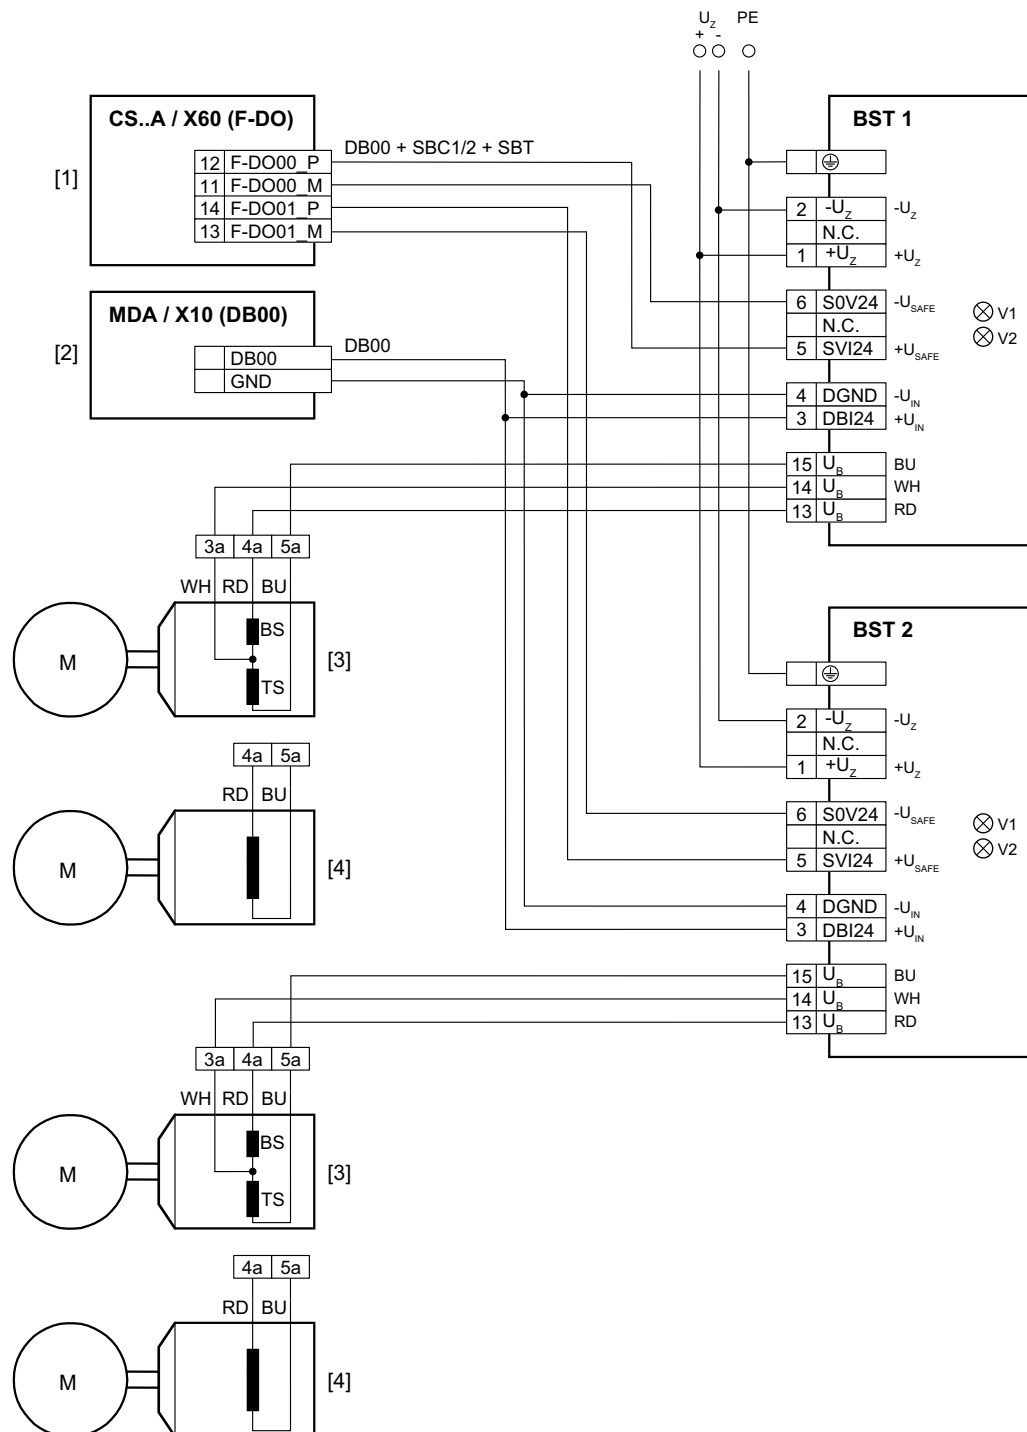 U_Z PE
+ -
CS..A / X60 (F-DO)
[1]
12 F-DO00_P
11 F-DO00_M
14 F-DO01_P
13 F-DO01_M
DB00 + SBC1/2 + SBT
MDA / X10 (DB00)
[2]
DB00
GND
DB00
BST 1
2 -U_Z -U_Z
N.C.
1 +U_Z +U_Z
6 S0V24 -U_SAFE
N.C.
5 SVI24 +U_SAFE
V1
V2
4 DGND -U_IN
3 DBI24 +U_IN
15 U_B BU
14 U_B WH
13 U_B RD
3a 4a 5a
WH RD BU
M
BS
TS
[3]
4a 5a
RD BU
M
[4]
BST 2
2 -U_Z -U_Z
N.C.
1 +U_Z +U_Z
6 S0V24 -U_SAFE
N.C.
5 SVI24 +U_SAFE
V1
V2
4 DGND -U_IN
3 DBI24 +U_IN
15 U_B BU
14 U_B WH
13 U_B RD
3a 4a 5a
WH RD BU
M
BS
TS
[3]
4a 5a
RD BU
M
[4]